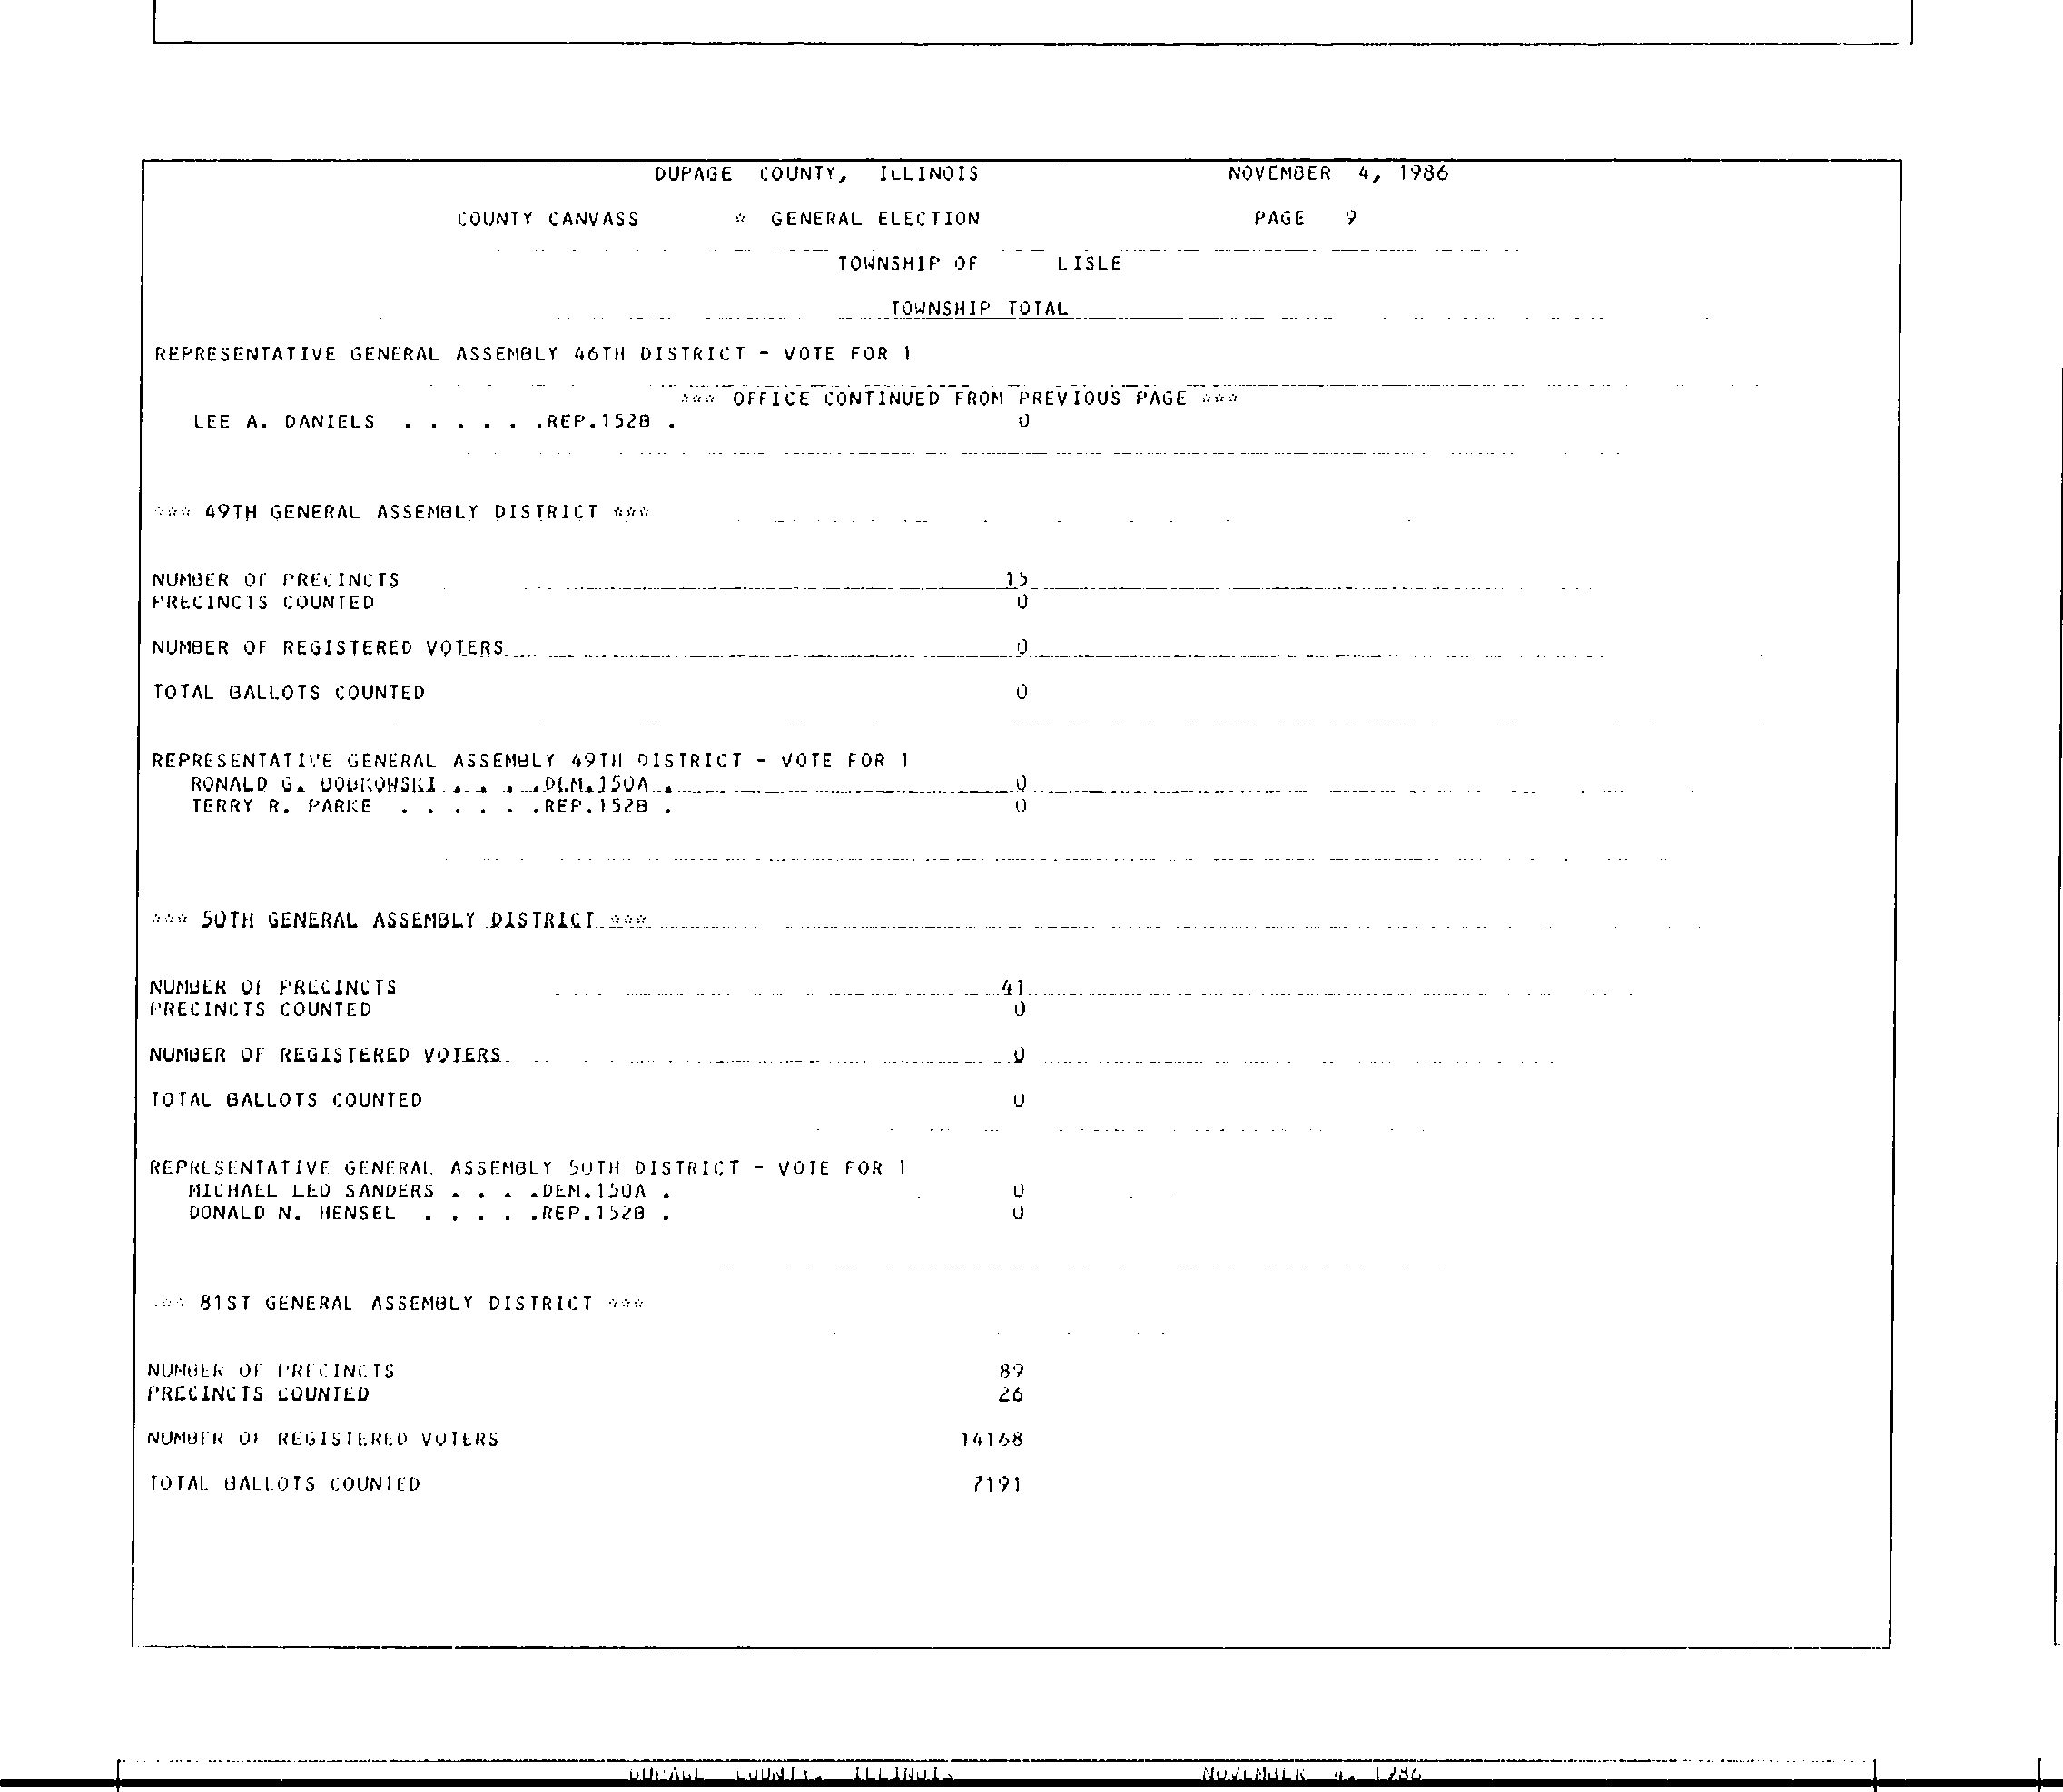 DUPAGE COUNTY, ILLINOIS NOVEMBER 4, 1986
COUNTY CANVASS * GENERAL ELECTION PAGE 9
TOWNSHIP OF LISLE
TOWNSHIP TOTAL
REPRESENTATIVE GENERAL ASSEMBLY 46TH DISTRICT - VOTE FOR 1
*** OFFICE CONTINUED FROM PREVIOUS PAGE ***
LEE A. DANIELS . . . . . .REP.152B . 0
*** 49TH GENERAL ASSEMBLY DISTRICT ***
NUMBER OF PRECINCTS 15
PRECINCTS COUNTED 0
NUMBER OF REGISTERED VOTERS 0
TOTAL BALLOTS COUNTED 0
REPRESENTATIVE GENERAL ASSEMBLY 49TH DISTRICT - VOTE FOR 1
RONALD G. BOBKOWSKI . . . .DEM.150A . 0
TERRY R. PARKE . . . . . .REP.152B . 0
*** 50TH GENERAL ASSEMBLY DISTRICT ***
NUMBER OF PRECINCTS 41
PRECINCTS COUNTED 0
NUMBER OF REGISTERED VOTERS 0
TOTAL BALLOTS COUNTED 0
REPRESENTATIVE GENERAL ASSEMBLY 50TH DISTRICT - VOTE FOR 1
MICHAEL LEO SANDERS . . . .DEM.150A . 0
DONALD N. HENSEL . . . . .REP.152B . 0
*** 81ST GENERAL ASSEMBLY DISTRICT ***
NUMBER OF PRECINCTS 89
PRECINCTS COUNTED 26
NUMBER OF REGISTERED VOTERS 14168
TOTAL BALLOTS COUNTED 7191
DUPAGE COUNTY, ILLINOIS NOVEMBER 4, 1986